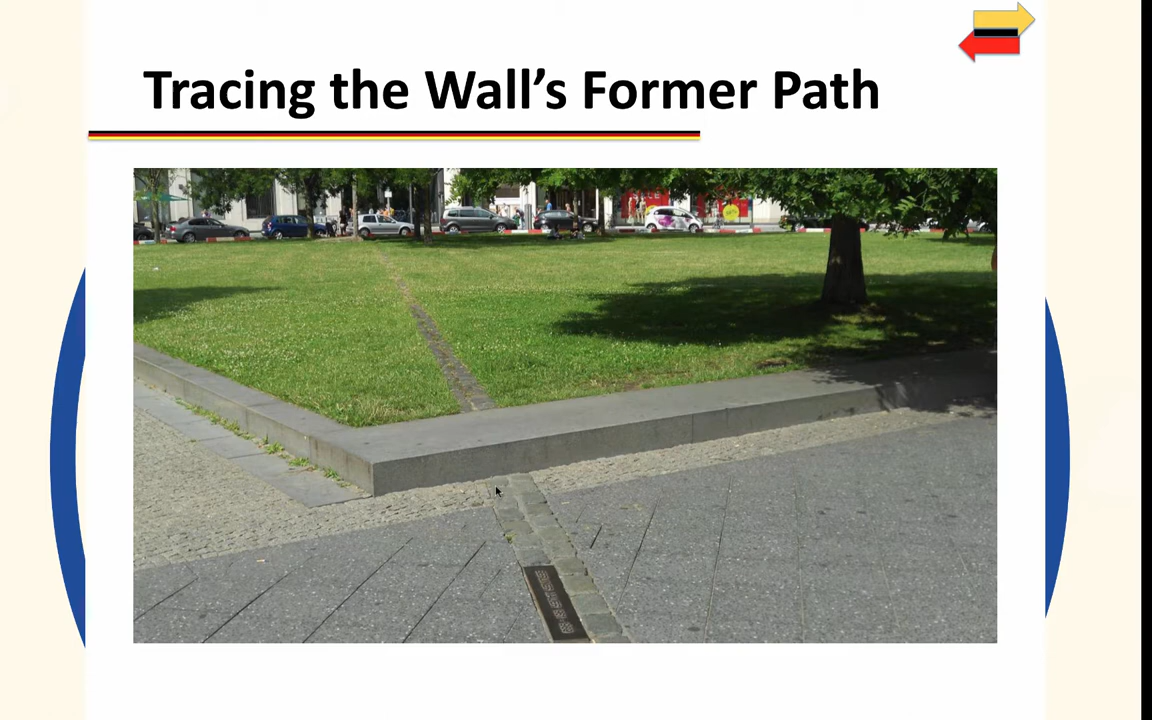 Tracing the Wall’s Former Path